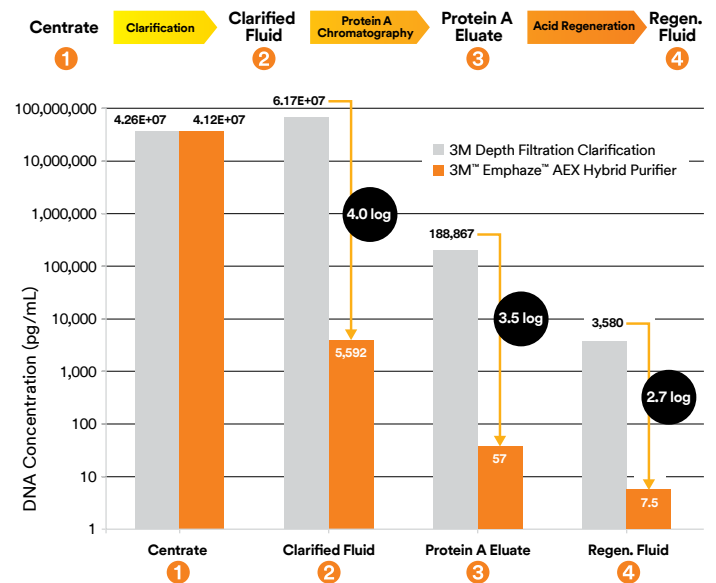 Centrate
Clarification
Clarified
Fluid
Protein A
Chromatography
Protein A
Eluate
Acid Regeneration
Regen.
Fluid
1
2
3
4
DNA Concentration (pg/mL)
100,000,000
10,000,000
1,000,000
100,000
10,000
1,000
100
10
1
4.26E+07
4.12E+07
6.17E+07
3M Depth Filtration Clarification
3M™ Emphaze™ AEX Hybrid Purifier
4.0 log
188,867
3.5 log
3,580
5,592
2.7 log
57
7.5
Centrate
Clarified Fluid
Protein A Eluate
Regen. Fluid
1
2
3
4